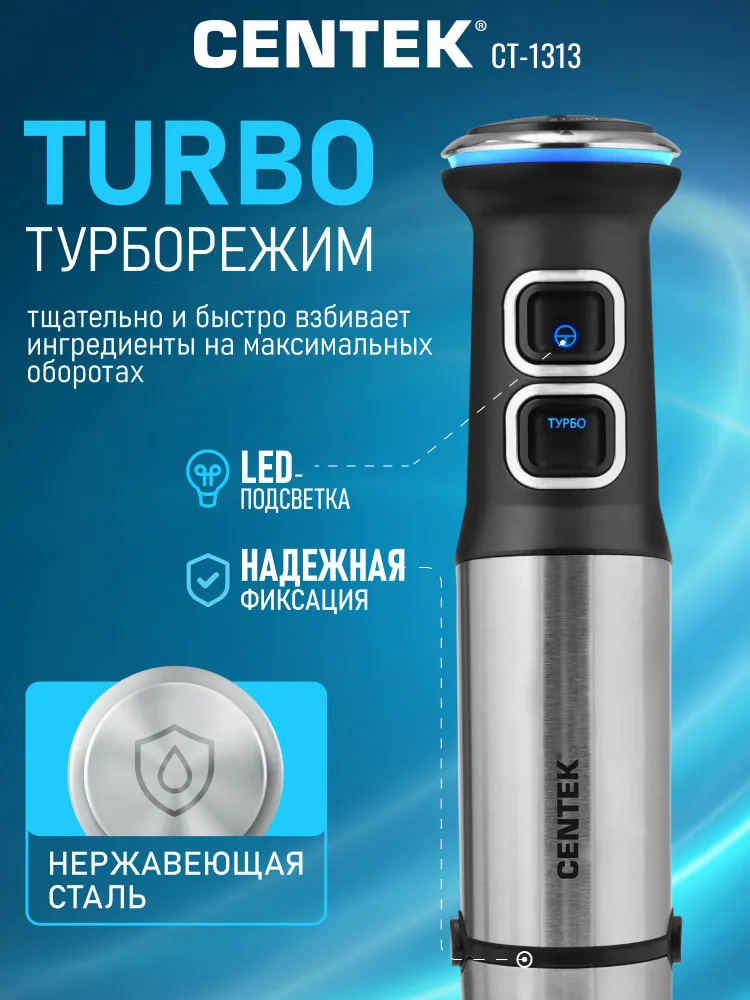 CENTEK® CT-1313
TURBO
ТУРБОРЕЖИМ
тщательно и быстро взбивает
ингредиенты на максимальных
оборотах
ТУРБО
LED-
ПОДСВЕТКА
НАДЕЖНАЯ
ФИКСАЦИЯ
CENTEK®
НЕРЖАВЕЮЩАЯ
СТАЛЬ